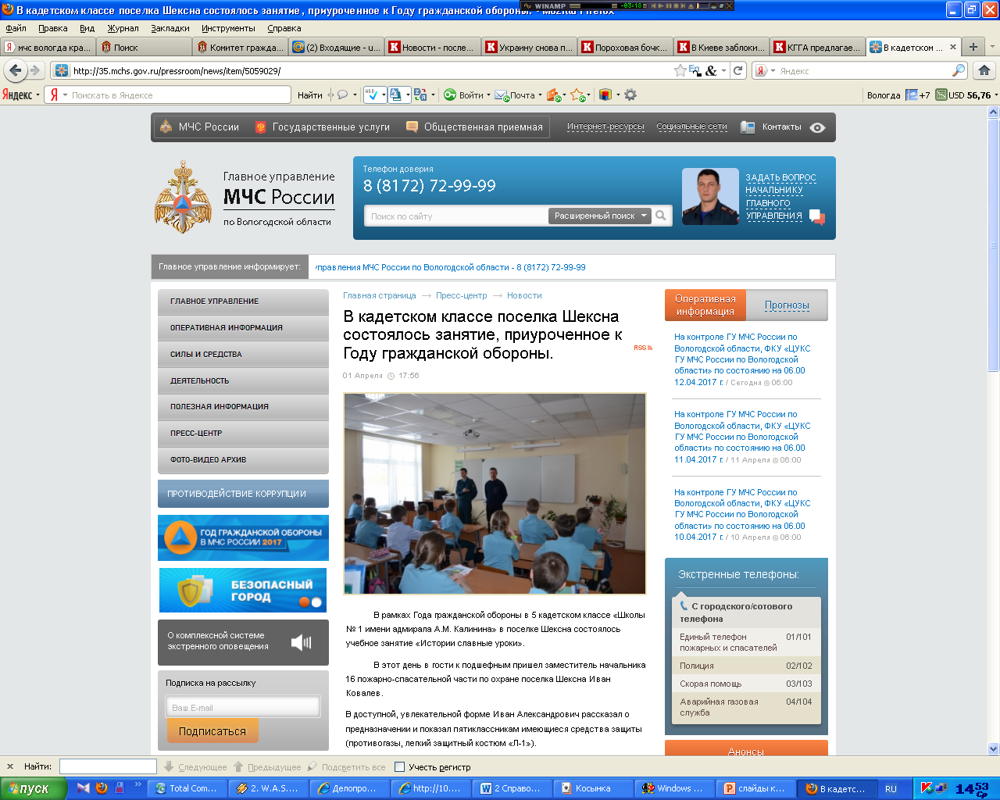 В кадетском классе поселка Шексна состоялось занятие, приуроченное к Году гражданской обороны. - Mozilla Firefox
WINAMP -03:18
Файл Правка Вид Журнал Закладки Инструменты Справка
мчс вологда кра... Поиск Комитет гражда... (2) Входящие - u... Новости - после... Украину снова п... Пороховая бочк... В Киеве заблоки... КГГА предлагае... В кадетском ...
http://35.mchs.gov.ru/pressroom/news/item/5059029/ Яндекс
Яндекс Поискать в Яндексе Найти Войти Почта Вологда +7 USD 56,76
МЧС России Государственные услуги Общественная приемная Интернет-ресурсы Социальные сети Контакты
Главное управление
МЧС России
по Вологодской области
Телефон доверия
8 (8172) 72-99-99
Поиск по сайту Расширенный поиск
ЗАДАТЬ ВОПРОС
НАЧАЛЬНИКУ
ГЛАВНОГО
УПРАВЛЕНИЯ
Главное управление информирует: управления МЧС России по Вологодской области - 8 (8172) 72-99-99
ГЛАВНОЕ УПРАВЛЕНИЕ
ОПЕРАТИВНАЯ ИНФОРМАЦИЯ
СИЛЫ И СРЕДСТВА
ДЕЯТЕЛЬНОСТЬ
ПОЛЕЗНАЯ ИНФОРМАЦИЯ
ПРЕСС-ЦЕНТР
ФОТО-ВИДЕО АРХИВ
ПРОТИВОДЕЙСТВИЕ КОРРУПЦИИ
ГОД ГРАЖДАНСКОЙ ОБОРОНЫ
В МЧС РОССИИ 2017
БЕЗОПАСНЫЙ
ГОРОД
О комплексной системе
экстренного оповещения
Подписка на рассылку
Ваш E-mail
Подписаться
Главная страница → Пресс-центр → Новости
В кадетском классе поселка Шексна
состоялось занятие, приуроченное к
Году гражданской обороны.
RSS
01 Апреля 17:56
В рамках Года гражданской обороны в 5 кадетском классе «Школы
№ 1 имени адмирала А.М. Калинина» в поселке Шексна состоялось
учебное занятие «Истории славные уроки».
В этот день в гости к подшефным пришел заместитель начальника
16 пожарно-спасательной части по охране поселка Шексна Иван
Ковалев.
В доступной, увлекательной форме Иван Александрович рассказал о
предназначении и показал пятиклассникам имеющиеся средства защиты
(противогазы, легкий защитный костюм «Л-1»).
Оперативная
информация
Прогнозы
На контроле ГУ МЧС России по
Вологодской области, ФКУ «ЦУКС
ГУ МЧС России по Вологодской
области» по состоянию на 06.00
12.04.2017 г. / Сегодня 06:00
На контроле ГУ МЧС России по
Вологодской области, ФКУ «ЦУКС
ГУ МЧС России по Вологодской
области» по состоянию на 06.00
11.04.2017 г. / 11 Апреля 06:00
На контроле ГУ МЧС России по
Вологодской области, ФКУ «ЦУКС
ГУ МЧС России по Вологодской
области» по состоянию на 06.00
10.04.2017 г. / 10 Апреля 06:00
Экстренные телефоны:
С городского/сотового
телефона
Единый телефон 01/101
пожарных и спасателей
Полиция 02/102
Скорая помощь 03/103
Аварийная газовая 04/104
служба
Анонсы
Найти: Следующее Предыдущее Подсветить все Учесть регистр
пуск Total Com... 2. W.A.S.... Делопро... http://10.... 2 Справо... Косынка Windows ... слайды к... В кадетс... RU 14 53 Ср